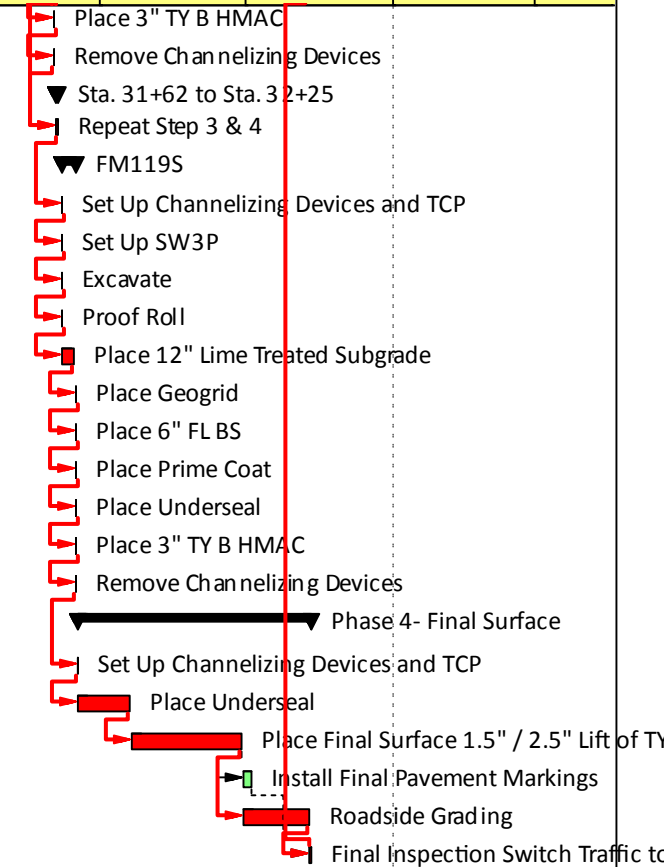 Place 3" TY B HMAC
Remove Channelizing Devices
Sta. 31+62 to Sta. 32+25
Repeat Step 3 & 4
FM119S
Set Up Channelizing Devices and TCP
Set Up SW3P
Excavate
Proof Roll
Place 12" Lime Treated Subgrade
Place Geogrid
Place 6" FL BS
Place Prime Coat
Place Underseal
Place 3" TY B HMAC
Remove Channelizing Devices
Phase 4- Final Surface
Set Up Channelizing Devices and TCP
Place Underseal
Place Final Surface 1.5" / 2.5" Lift of TY
Install Final Pavement Markings
Roadside Grading
Final Inspection Switch Traffic to